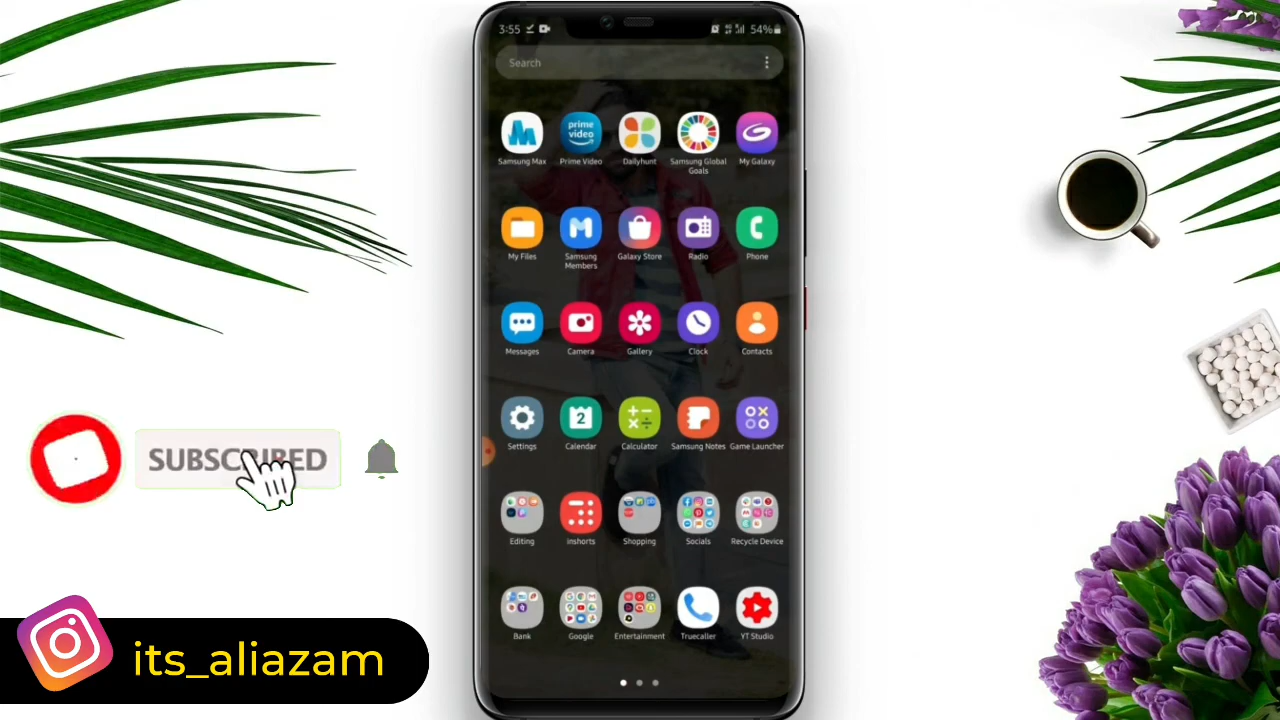 3:55
54%
Search
Samsung Max
prime video
Prime Video
Dailyhunt
Samsung Global
Goals
My Galaxy
My Files
Samsung
Members
Galaxy Store
Radio
Phone
Messages
Camera
Gallery
Clock
Contacts
Settings
2
Calendar
Calculator
Samsung Notes
Game Launcher
Editing
inshorts
Shopping
Socials
Recycle Device
Bank
Google
Entertainment
Truecaller
YT Studio
SUBSCRIBED
its_aliazam